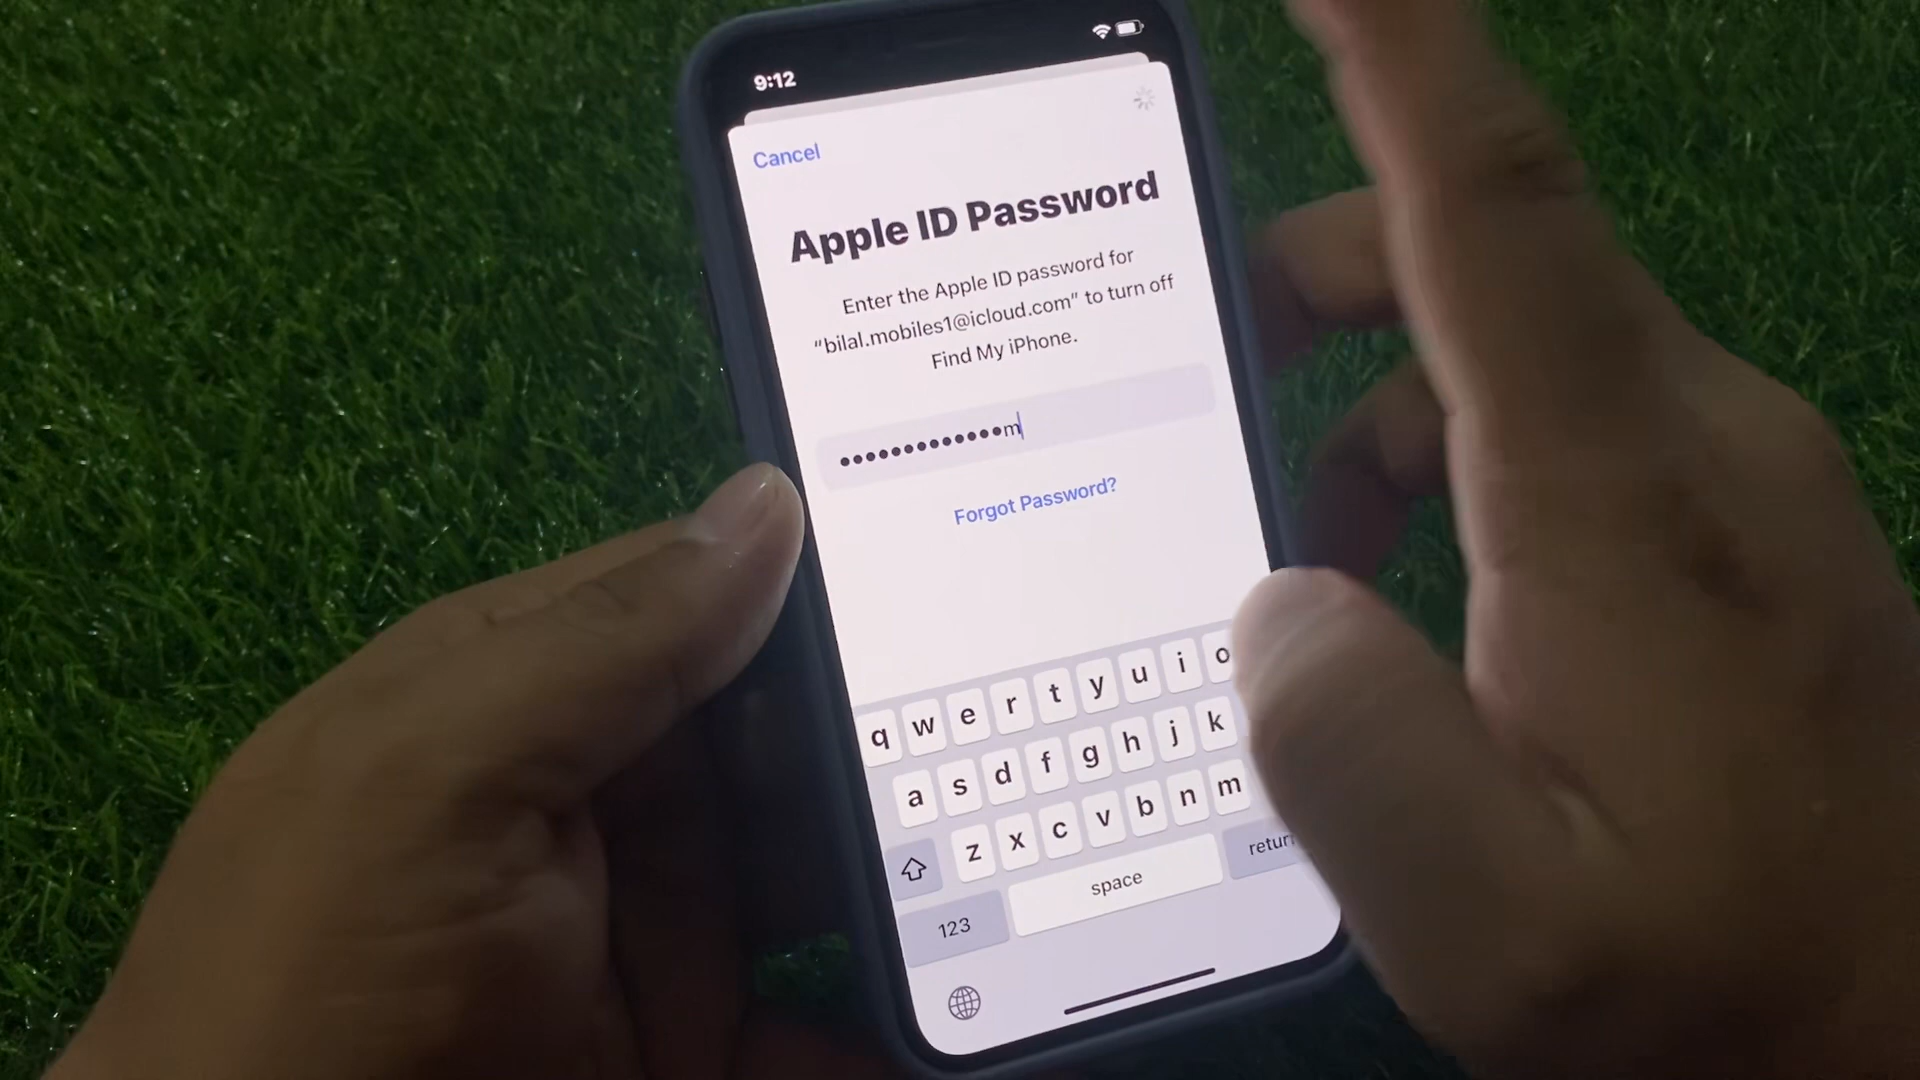 9:12
Cancel
Apple ID Password
Enter the Apple ID password for
“bilal.mobiles1@icloud.com” to turn off
Find My iPhone.
•••••••••••••m
Forgot Password?
q w e r t y u i o
a s d f g h j k
z x c v b n m
123 space return